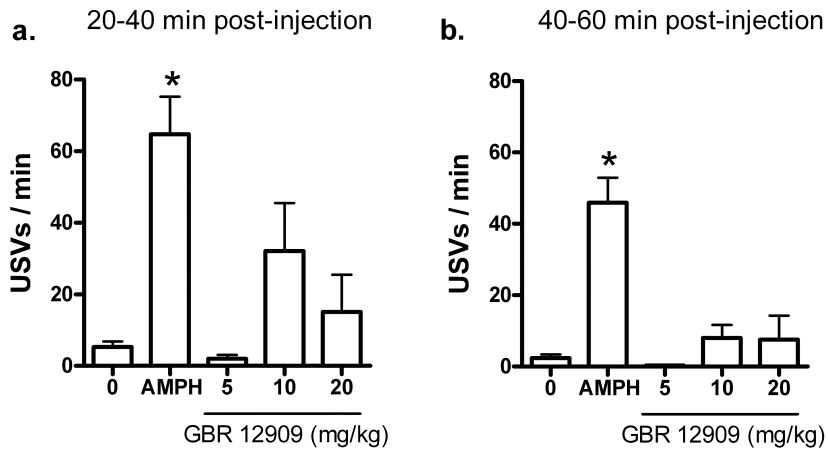 a.
20-40 min post-injection
USVs / min
80
60
40
20
0
*
0 AMPH 5 10 20
GBR 12909 (mg/kg)
b.
40-60 min post-injection
USVs / min
80
60
40
20
0
*
0 AMPH 5 10 20
GBR 12909 (mg/kg)